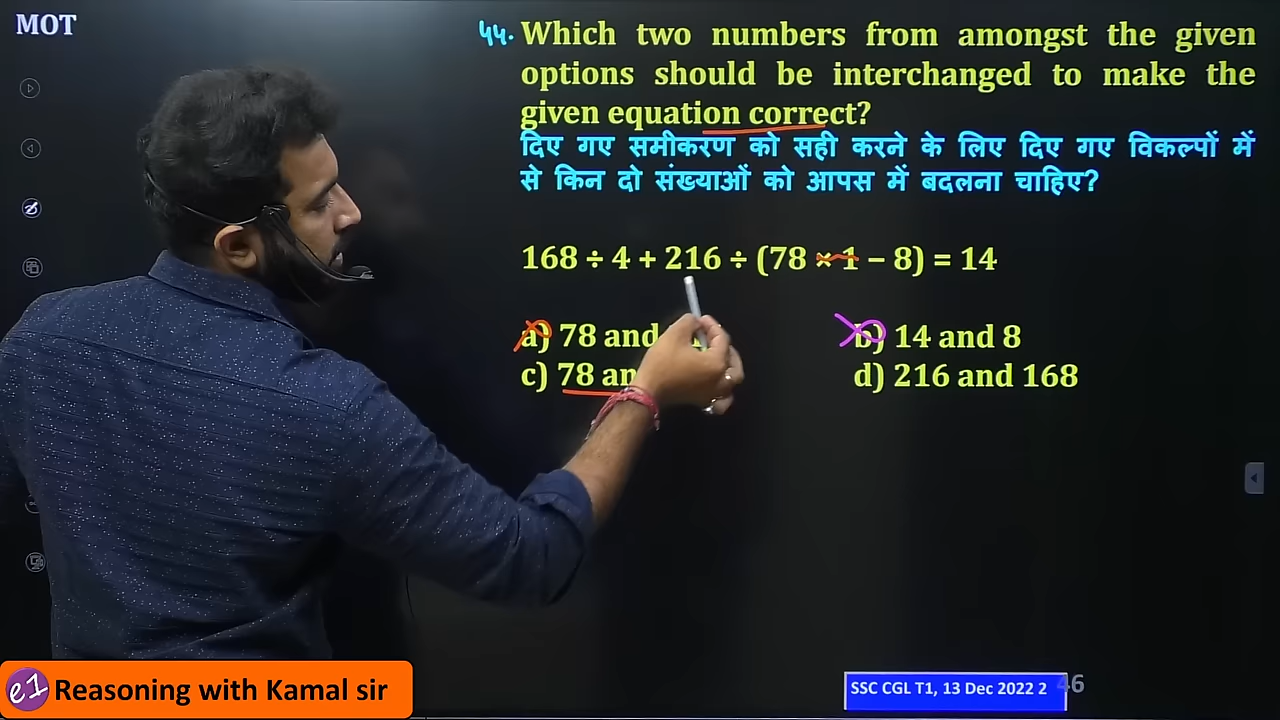 MOT
44. Which two numbers from amongst the given
options should be interchanged to make the
given equation correct?
दिए गए समीकरण को सही करने के लिए दिए गए विकल्पों में
से किन दो संख्याओं को आपस में बदलना चाहिए?
168 ÷ 4 + 216 ÷ (78 × 1 – 8) = 14
a) 78 and
b) 14 and 8
c) 78
d) 216 and 168
e1 Reasoning with Kamal sir
SSC CGL T1, 13 Dec 2022 2
46